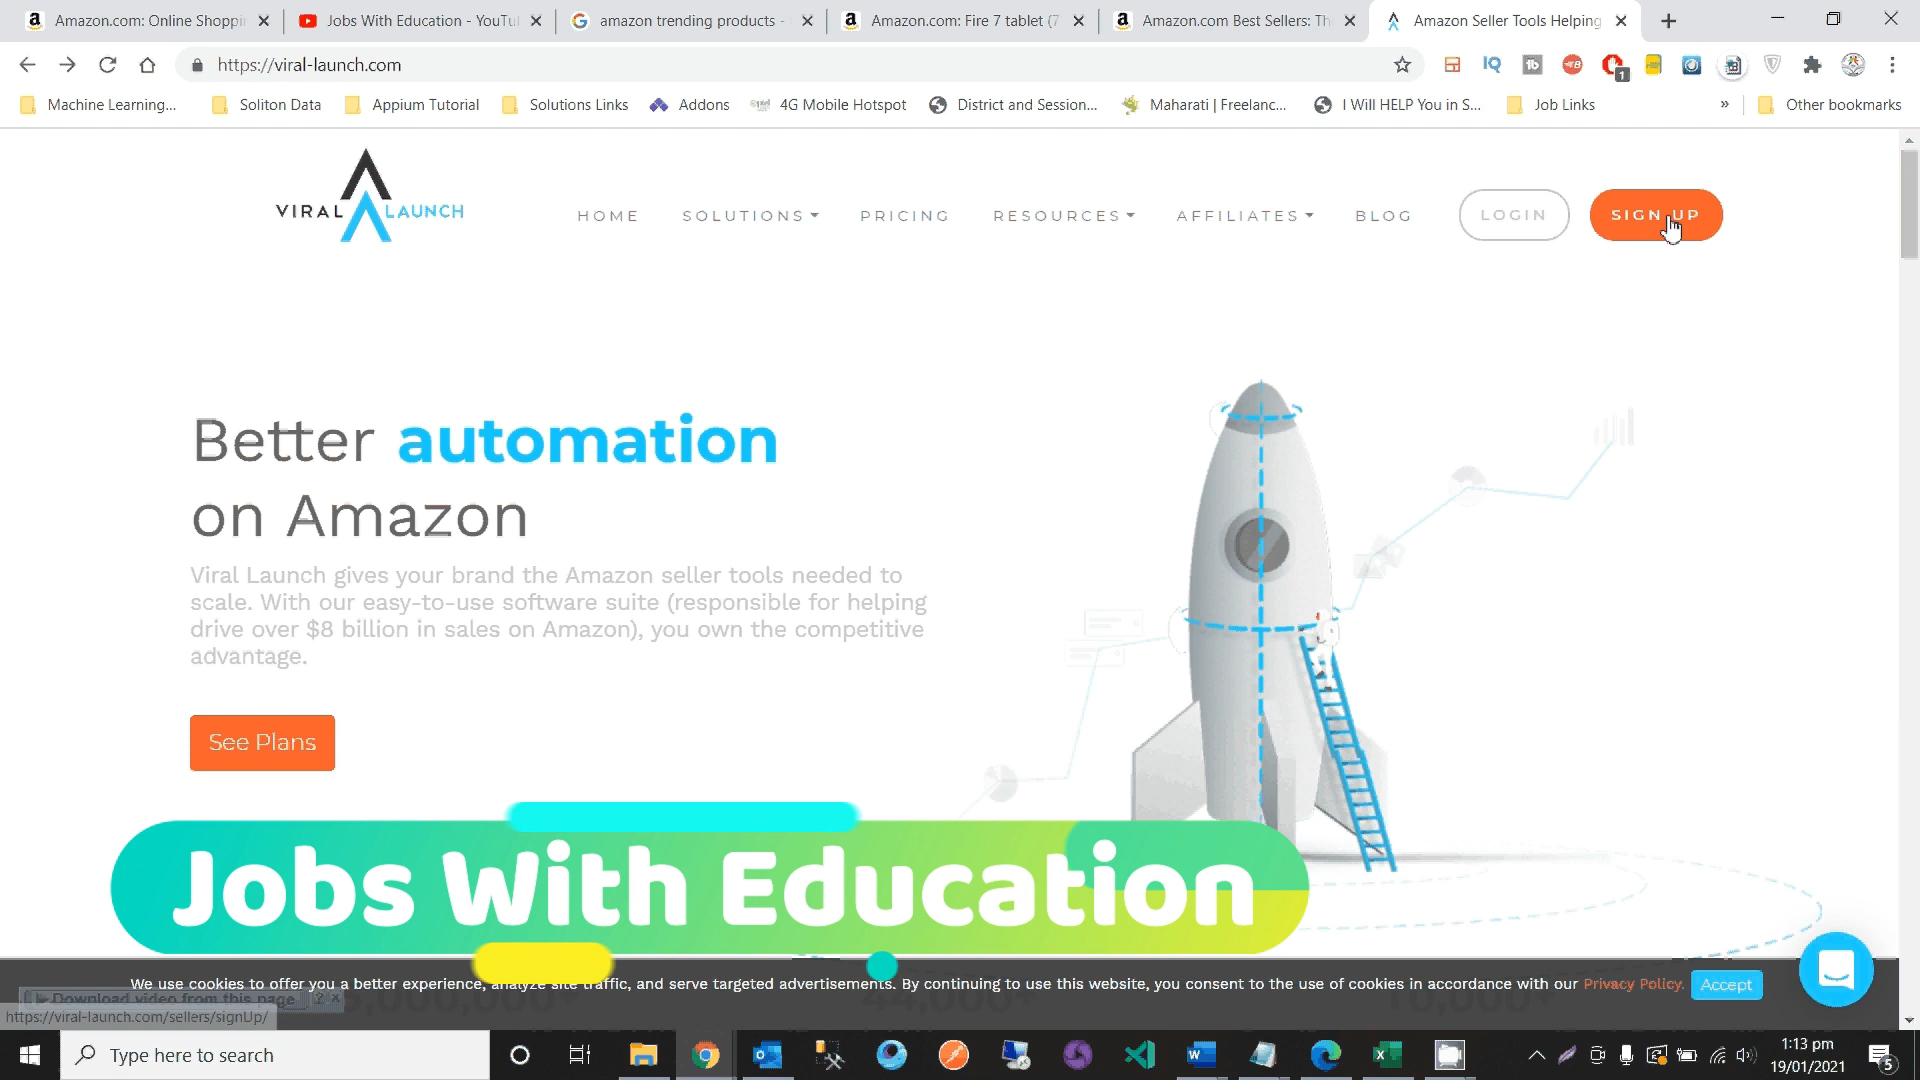 Amazon.com: Online Shoppin
Jobs With Education - YouTu
amazon trending products -
Amazon.com: Fire 7 tablet (7
Amazon.com Best Sellers: Th
Amazon Seller Tools Helping
https://viral-launch.com
1
Machine Learning...
Soliton Data
Appium Tutorial
Solutions Links
Addons
4G Mobile Hotspot
District and Session...
Maharati | Freelanc...
I Will HELP You in S...
Job Links
»
Other bookmarks
VIRAL LAUNCH
HOME
SOLUTIONS
PRICING
RESOURCES
AFFILIATES
BLOG
LOGIN
SIGN UP
Better automation
on Amazon
Viral Launch gives your brand the Amazon seller tools needed to
scale. With our easy-to-use software suite (responsible for helping
drive over $8 billion in sales on Amazon), you own the competitive
advantage.
See Plans
Jobs With Education
We use cookies to offer you a better experience, analyze site traffic, and serve targeted advertisements. By continuing to use this website, you consent to the use of cookies in accordance with our Privacy Policy.
Accept
Download video from this page ? x
https://viral-launch.com/sellers/signUp/
Type here to search
1:13 pm
19/01/2021
5